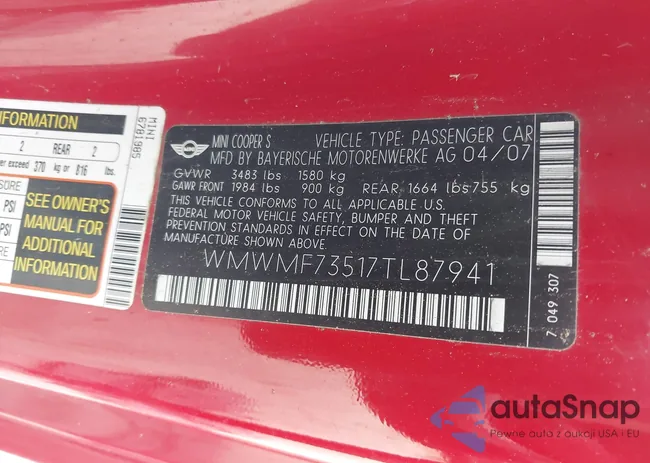 INFORMATION
2 REAR 2
exceed 370 kg or 816 lbs.
PSI
PSI
SEE OWNER'S
MANUAL FOR
ADDITIONAL
INFORMATION
MINI
6781985
MINI COOPER S VEHICLE TYPE: PASSENGER CAR
MFD BY BAYERISCHE MOTORENWERKE AG 04/07
GVWR 3483 lbs 1580 kg
GAWR FRONT 1984 lbs 900 kg REAR 1664 lbs 755 kg
THIS VEHICLE CONFORMS TO ALL APPLICABLE U.S.
FEDERAL MOTOR VEHICLE SAFETY, BUMPER AND THEFT
PREVENTION STANDARDS IN EFFECT ON THE DATE
OF MANUFACTURE SHOWN ABOVE:
WMWMF73517TL87941
7 049 307
autoSnap
Pewne auto z aukcji USA i EU